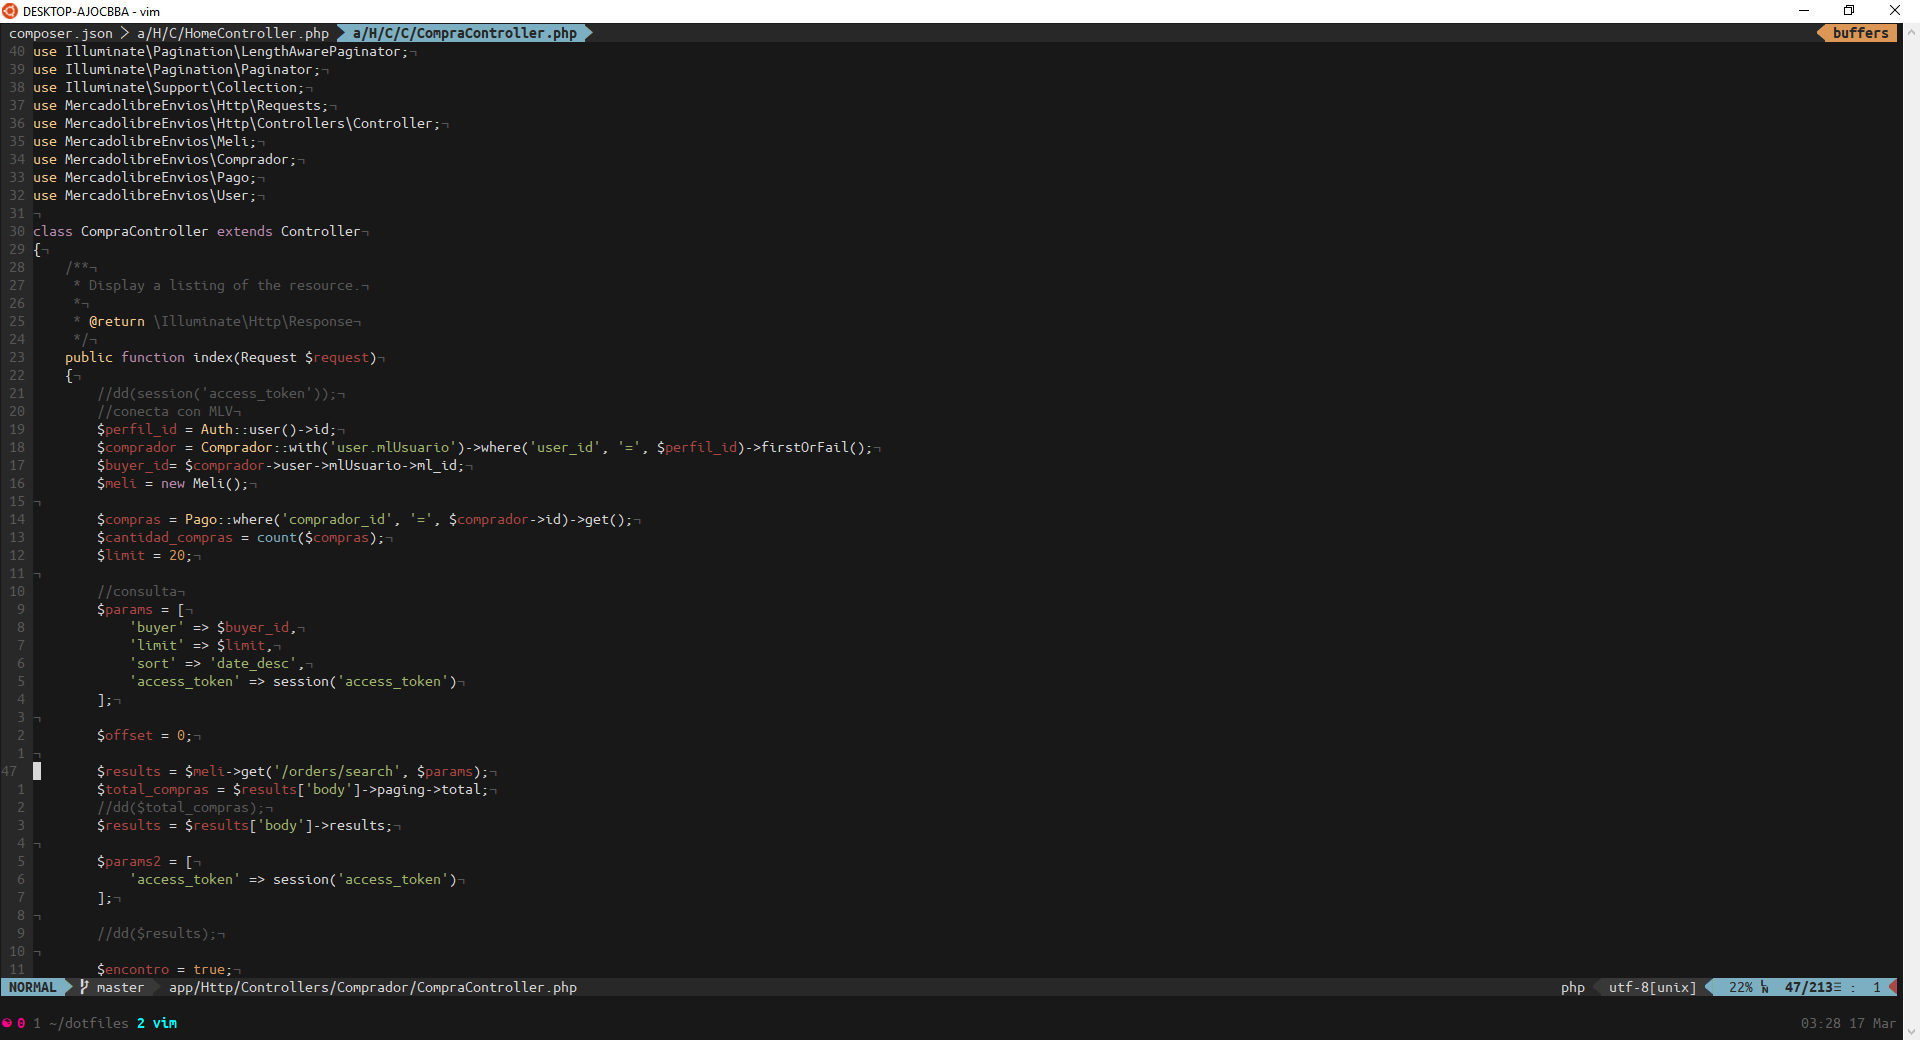 DESKTOP-AJOCBBA - vim
composer.json > a/H/C/HomeController.php a/H/C/C/CompraController.php buffers
40 use Illuminate\Pagination\LengthAwarePaginator;¬
39 use Illuminate\Pagination\Paginator;¬
38 use Illuminate\Support\Collection;¬
37 use MercadolibreEnvios\Http\Requests;¬
36 use MercadolibreEnvios\Http\Controllers\Controller;¬
35 use MercadolibreEnvios\Meli;¬
34 use MercadolibreEnvios\Comprador;¬
33 use MercadolibreEnvios\Pago;¬
32 use MercadolibreEnvios\User;¬
31 ¬
30 class CompraController extends Controller¬
29 {¬
28     /**¬
27      * Display a listing of the resource.¬
26      *¬
25      * @return \Illuminate\Http\Response¬
24      */¬
23     public function index(Request $request)¬
22     {¬
21         //dd(session('access_token'));¬
20         //conecta con MLV¬
19         $perfil_id = Auth::user()->id;¬
18         $comprador = Comprador::with('user.mlUsuario')->where('user_id', '=', $perfil_id)->firstOrFail();¬
17         $buyer_id= $comprador->user->mlUsuario->ml_id;¬
16         $meli = new Meli();¬
15 ¬
14         $compras = Pago::where('comprador_id', '=', $comprador->id)->get();¬
13         $cantidad_compras = count($compras);¬
12         $limit = 20;¬
11 ¬
10         //consulta¬
9         $params = [¬
8             'buyer' => $buyer_id,¬
7             'limit' => $limit,¬
6             'sort' => 'date_desc',¬
5             'access_token' => session('access_token')¬
4         ];¬
3 ¬
2         $offset = 0;¬
1 ¬
47         $results = $meli->get('/orders/search', $params);¬
1         $total_compras = $results['body']->paging->total;¬
2         //dd($total_compras);¬
3         $results = $results['body']->results;¬
4 ¬
5         $params2 = [¬
6             'access_token' => session('access_token')¬
7         ];¬
8 ¬
9         //dd($results);¬
10 ¬
11         $encontro = true;¬
NORMAL master app/Http/Controllers/Comprador/CompraController.php php utf-8[unix] 22% ␤ 47/213☰ : 1
0 1 ~/dotfiles 2 vim 03:28 17 Mar